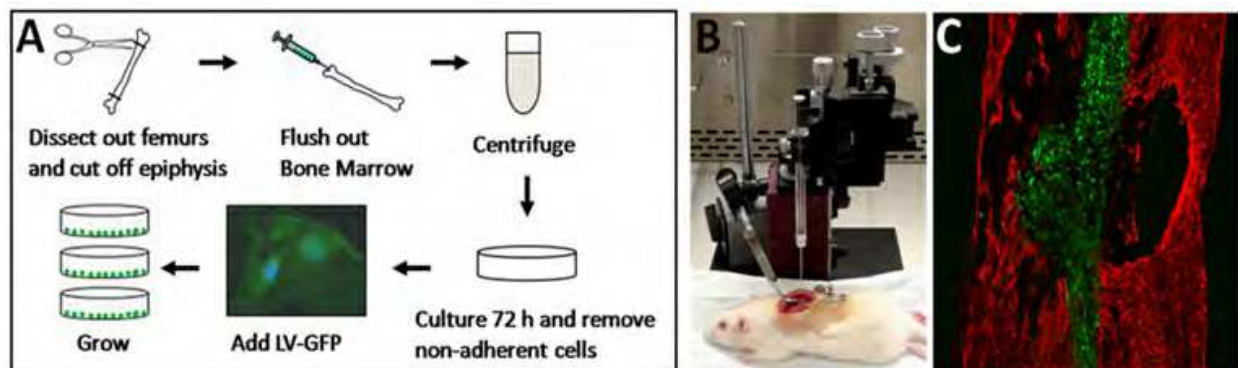 A
Dissect out femurs
and cut off epiphysis
Flush out
Bone Marrow
Centrifuge
Culture 72 h and remove
non-adherent cells
Add LV-GFP
Grow
B
C